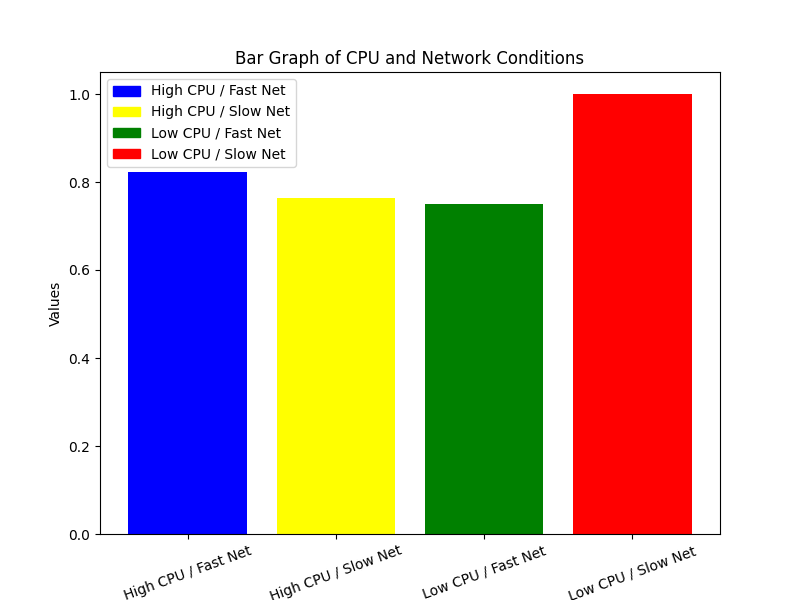 Bar Graph of CPU and Network Conditions
High CPU / Fast Net
High CPU / Slow Net
Low CPU / Fast Net
Low CPU / Slow Net
1.0
0.8
0.6
0.4
0.2
0.0
Values
High CPU / Fast Net
High CPU / Slow Net
Low CPU / Fast Net
Low CPU / Slow Net